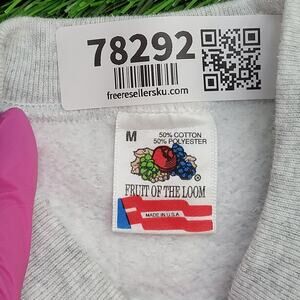 78292
freeresellersku.com
M
50% COTTON
50% POLYESTER
®
FRUIT OF THE LOOM
MADE IN U.S.A.